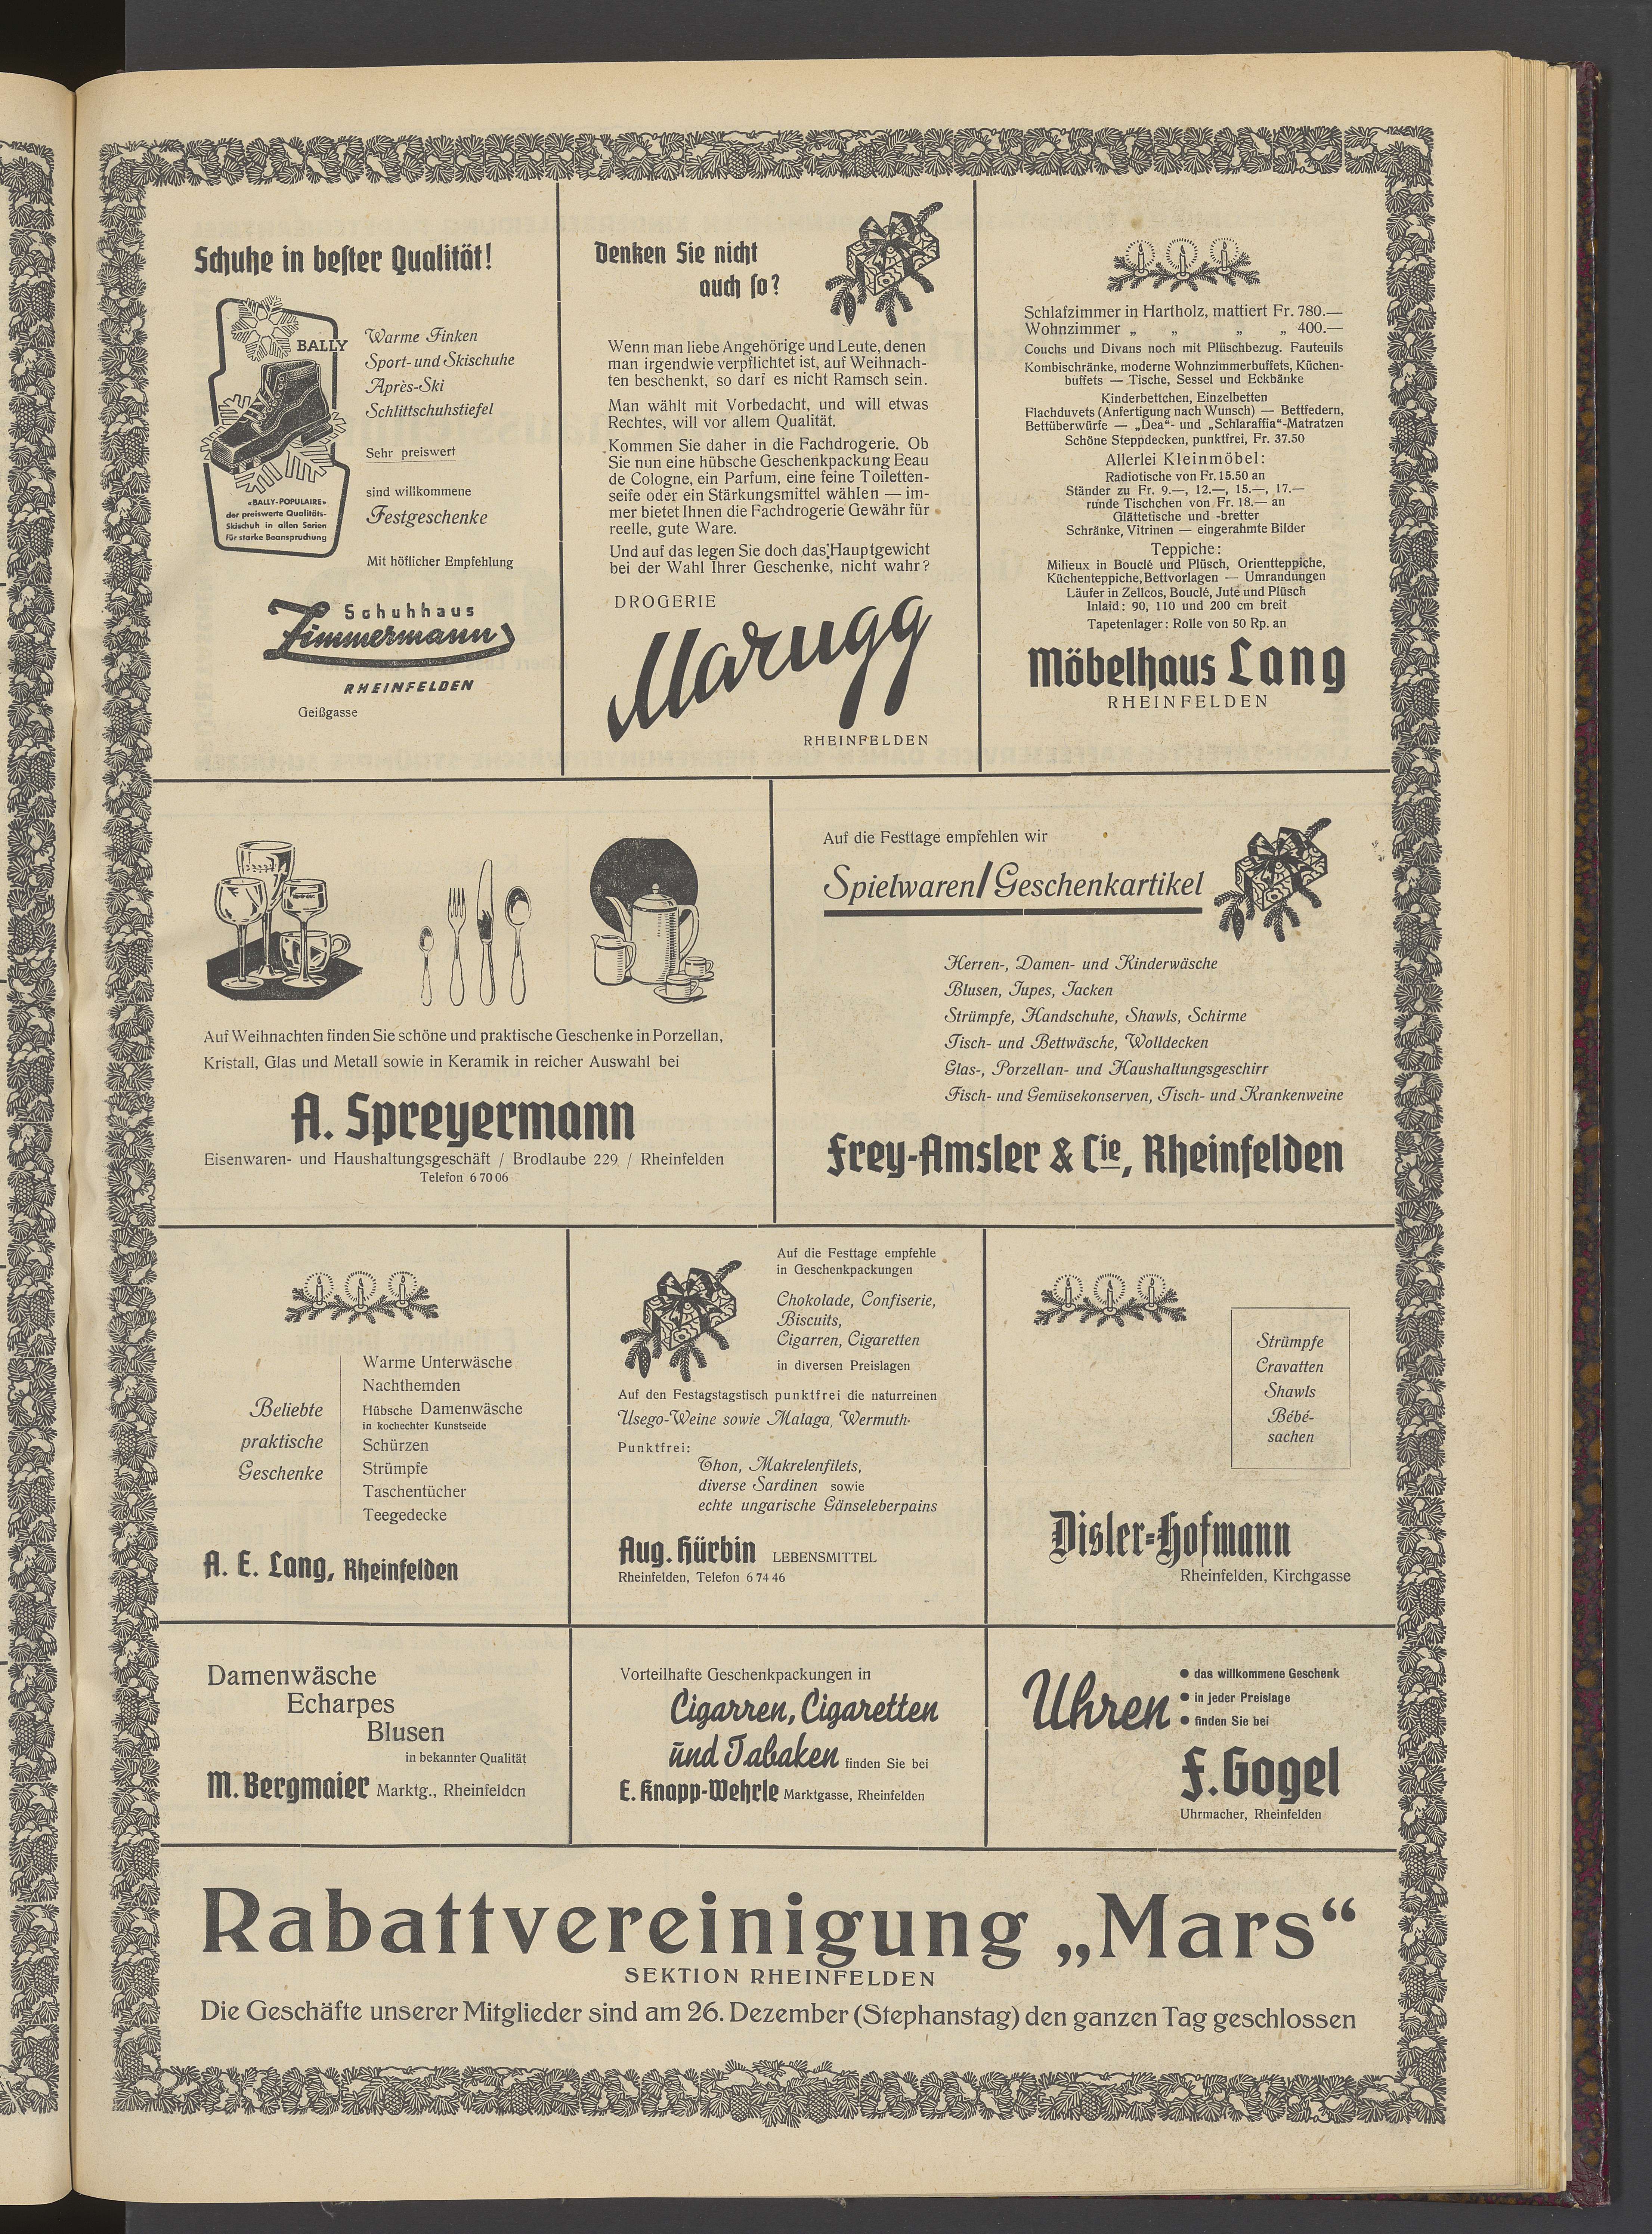 Schuhe in bester Qualität!
BALLY
«BALLY-POPULAIRE»
der preiswerte Qualitäts-
Skischuh in allen Serien
für starke Beanspruchung
Warme Finken
Sport- und Skischuhe
Après-Ski
Schlittschuhstiefel
Sehr preiswert
sind willkommene
Festgeschenke
Mit höflicher Empfehlung
Schuhhaus
Zimmermann
RHEINFELDEN
Geißgasse
Denken Sie nicht
auch so?
Wenn man liebe Angehörige und Leute, denen
man irgendwie verpflichtet ist, auf Weihnach-
ten beschenkt, so darf es nicht Ramsch sein.
Man wählt mit Vorbedacht, und will etwas
Rechtes, will vor allem Qualität.
Kommen Sie daher in die Fachdrogerie. Ob
Sie nun eine hübsche Geschenkpackung Eeau
de Cologne, ein Parfum, eine feine Toiletten-
seife oder ein Stärkungsmittel wählen — im-
mer bietet Ihnen die Fachdrogerie Gewähr für
reelle, gute Ware.
Und auf das legen Sie doch das Hauptgewicht
bei der Wahl Ihrer Geschenke, nicht wahr?
DROGERIE
Marugg
RHEINFELDEN
Schlafzimmer in Hartholz, mattiert Fr. 780.—
Wohnzimmer „ „ „ „ 400.—
Couchs und Divans noch mit Plüschbezug. Fauteuils
Kombischränke, moderne Wohnzimmerbuffets, Küchen-
buffets — Tische, Sessel und Eckbänke
Kinderbettchen, Einzelbetten
Flachduvets (Anfertigung nach Wunsch) — Bettfedern,
Bettüberwürfe — „Dea“- und „Schlaraffia“-Matratzen
Schöne Steppdecken, punktfrei, Fr. 37.50
Allerlei Kleinmöbel:
Radiotische von Fr. 15.50 an
Ständer zu Fr. 9.—, 12.—, 15.—, 17.—
runde Tischchen von Fr. 18.— an
Glättetische und -bretter
Schränke, Vitrinen — eingerahmte Bilder
Teppiche:
Milieux in Bouclé und Plüsch, Orientteppiche,
Küchenteppiche, Bettvorlagen — Umrandungen
Läufer in Zellcos, Bouclé, Jute und Plüsch
Inlaid: 90, 110 und 200 cm breit
Tapetenlager: Rolle von 50 Rp. an
Möbelhaus Lang
RHEINFELDEN
Auf Weihnachten finden Sie schöne und praktische Geschenke in Porzellan,
Kristall, Glas und Metall sowie in Keramik in reicher Auswahl bei
A. Spreyermann
Eisenwaren- und Haushaltungsgeschäft / Brodlaube 229 / Rheinfelden
Telefon 6 70 06
Auf die Festtage empfehlen wir
Spielwaren/Geschenkartikel
Herren-, Damen- und Kinderwäsche
Blusen, Jupes, Jacken
Strümpfe, Handschuhe, Shawls, Schirme
Tisch- und Bettwäsche, Wolldecken
Glas-, Porzellan- und Haushaltungsgeschirr
Fisch- und Gemüsekonserven, Tisch- und Krankenweine
Frey-Amsler & Cie, Rheinfelden
Beliebte
praktische
Geschenke
Warme Unterwäsche
Nachthemden
Hübsche Damenwäsche
in kochechter Kunstseide
Schürzen
Strümpfe
Taschentücher
Teegedecke
A. E. Lang, Rheinfelden
Auf die Festtage empfehle
in Geschenkpackungen
Chokolade, Confiserie,
Biscuits,
Cigarren, Cigaretten
in diversen Preislagen
Auf den Festagstagstisch punktfrei die naturreinen
Usego-Weine sowie Malaga, Wermuth
Punktfrei:
Thon, Makrelenfilets,
diverse Sardinen sowie
echte ungarische Gänseleberpains
Aug. Hürbin LEBENSMITTEL
Rheinfelden, Telefon 6 74 46
Strümpfe
Cravatten
Shawls
Bébé-
sachen
Disler-Hofmann
Rheinfelden, Kirchgasse
Damenwäsche
Echarpes
Blusen
in bekannter Qualität
M. Bergmaier Marktg., Rheinfelden
Vorteilhafte Geschenkpackungen in
Cigarren, Cigaretten
und Tabaken finden Sie bei
E. Knapp-Wehrle Marktgasse, Rheinfelden
Uhren
• das willkommene Geschenk
• in jeder Preislage
• finden Sie bei
F. Gogel
Uhrmacher, Rheinfelden
Rabattvereinigung „Mars“
SEKTION RHEINFELDEN
Die Geschäfte unserer Mitglieder sind am 26. Dezember (Stephanstag) den ganzen Tag geschlossen